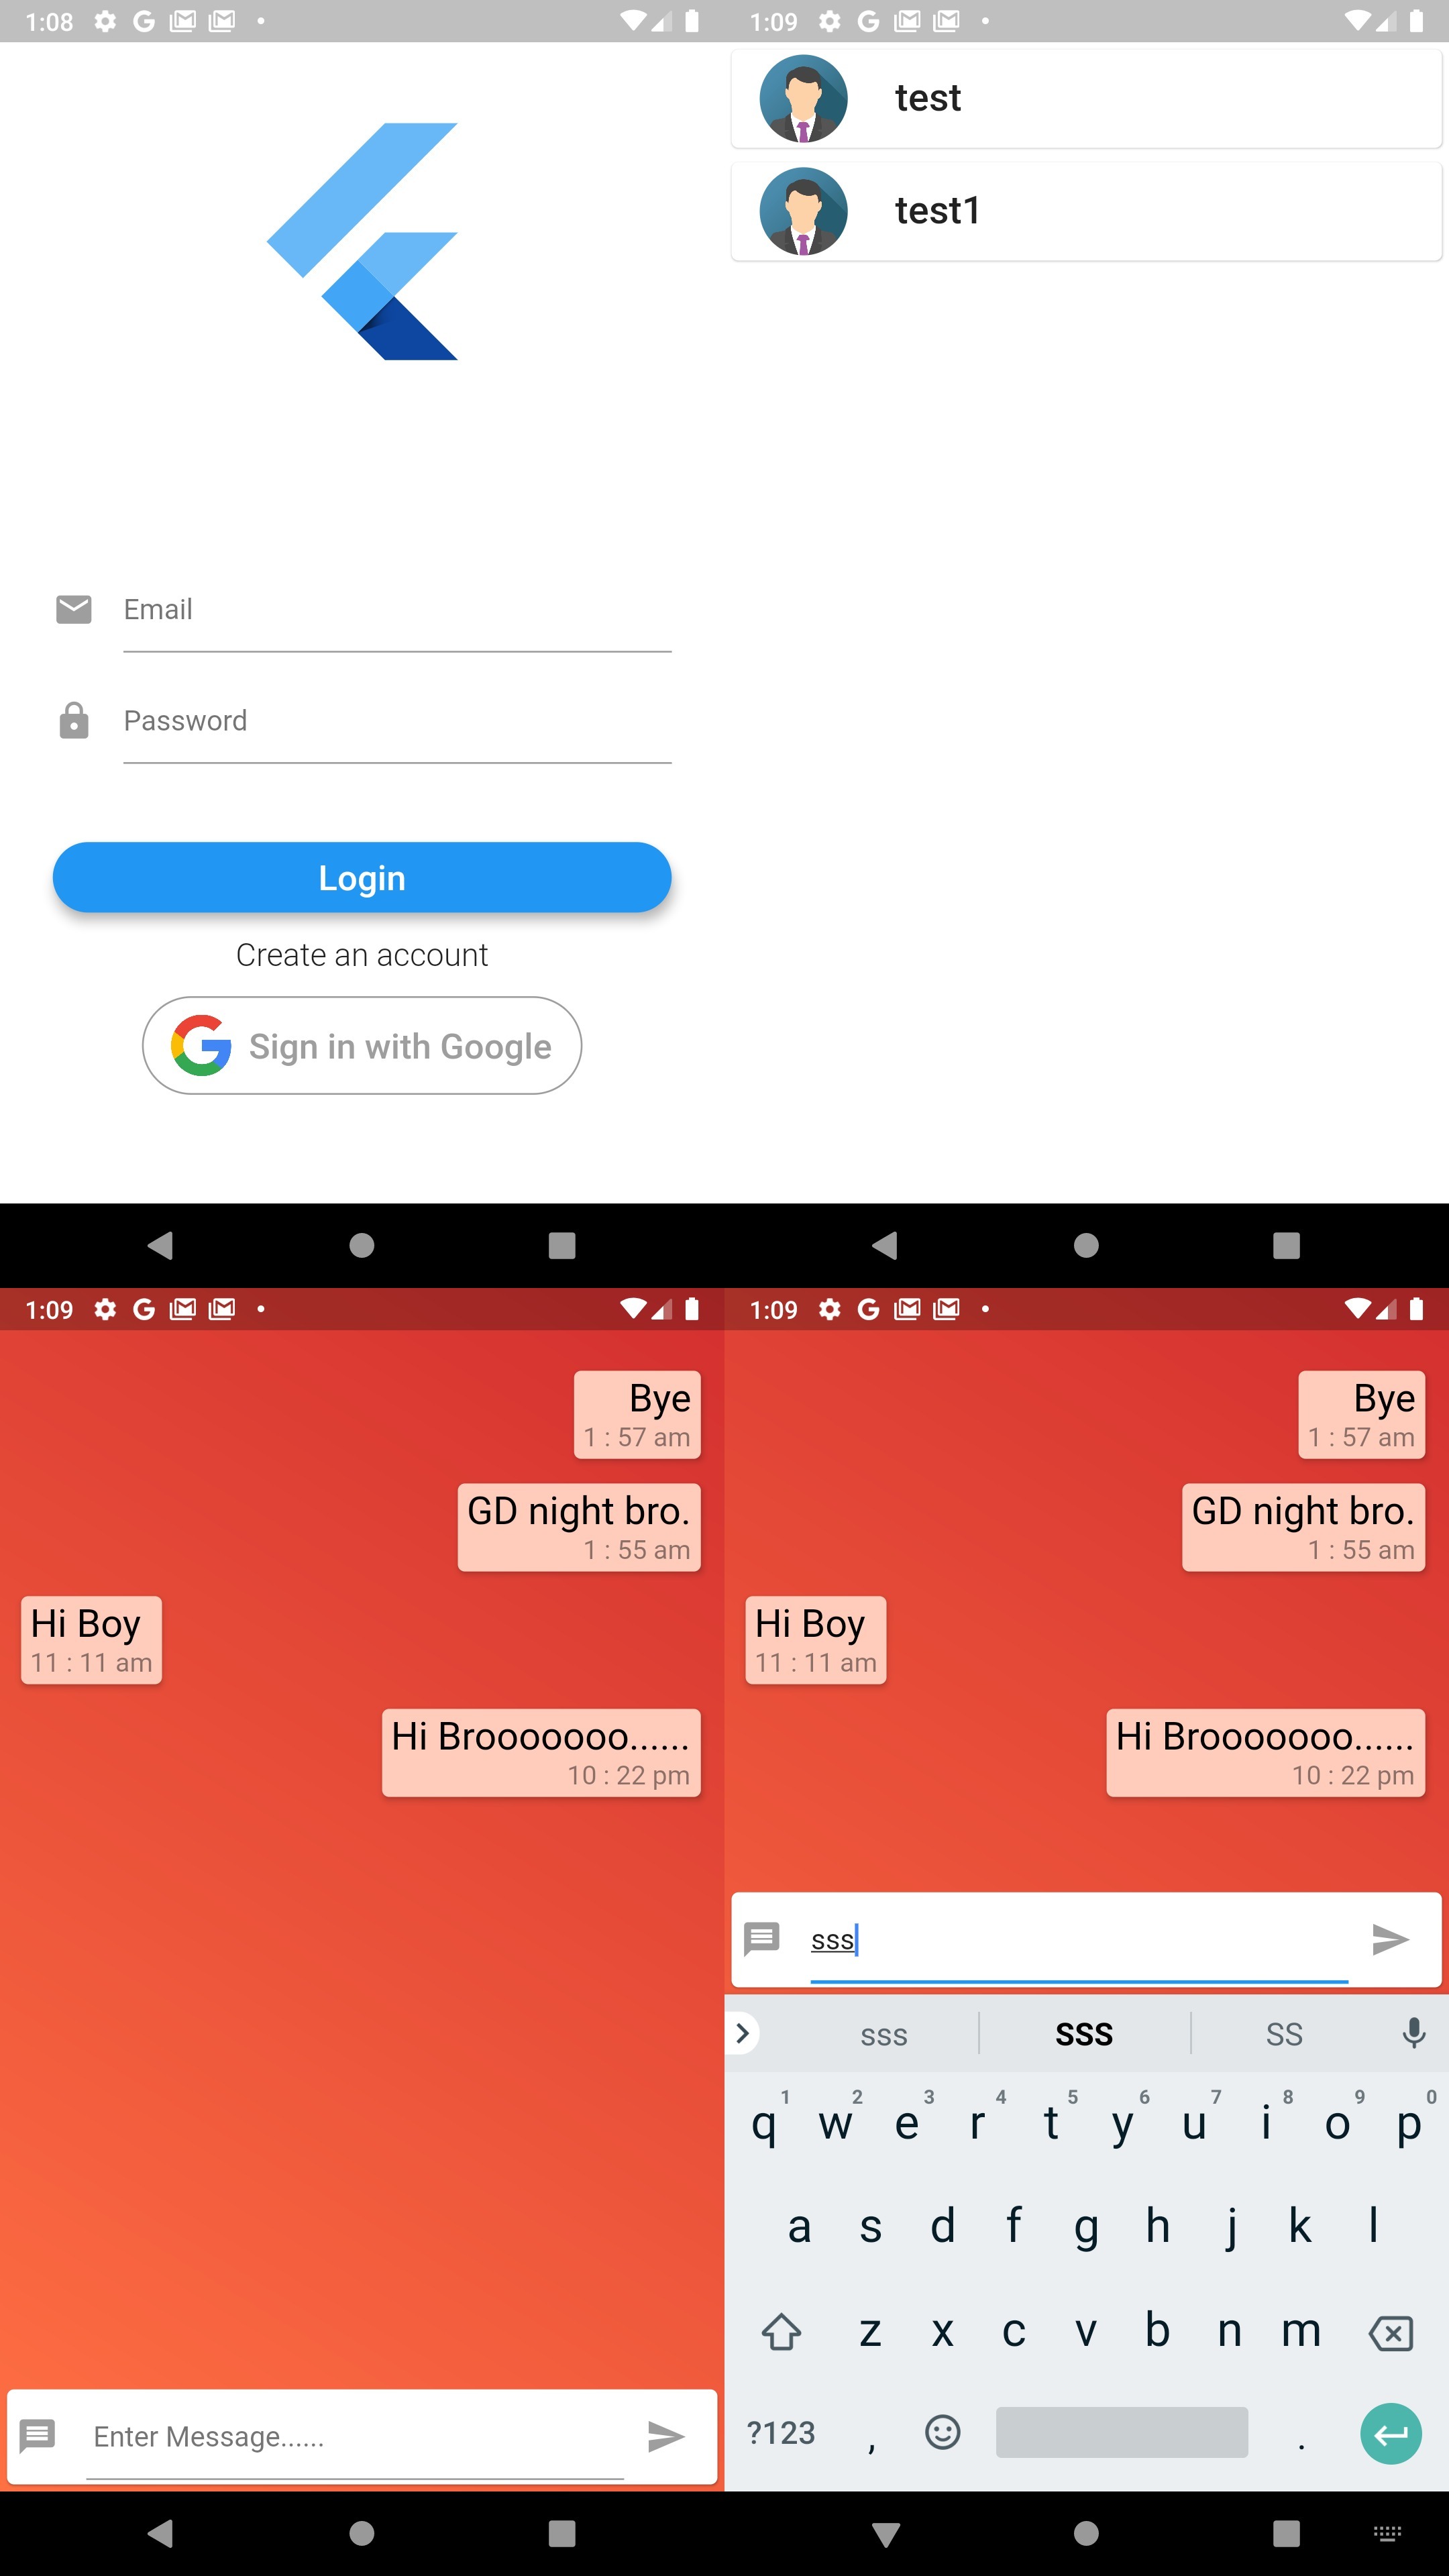 1:08
Email
Password
Login
Create an account
Sign in with Google
1:09
test
test1
1:09
Bye
1 : 57 am
GD night bro.
1 : 55 am
Hi Boy
11 : 11 am
Hi Brooooooo......
10 : 22 pm
Enter Message......
1:09
Bye
1 : 57 am
GD night bro.
1 : 55 am
Hi Boy
11 : 11 am
Hi Brooooooo......
10 : 22 pm
sss
sss SSS SS
1 2 3 4 5 6 7 8 9 0
q w e r t y u i o p
a s d f g h j k l
z x c v b n m
?123 , .